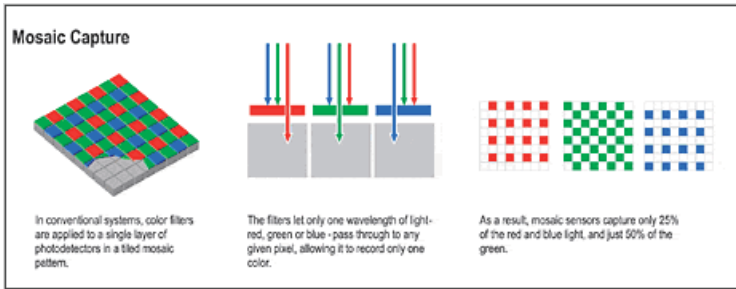 Mosaic Capture
In conventional systems, color filters
are applied to a single layer of
photodetectors in a tiled mosaic
pattern.
The filters let only one wavelength of light-
red, green or blue - pass through to any
given pixel, allowing it to record only one
color.
As a result, mosaic sensors capture only 25%
of the red and blue light, and just 50% of the
green.